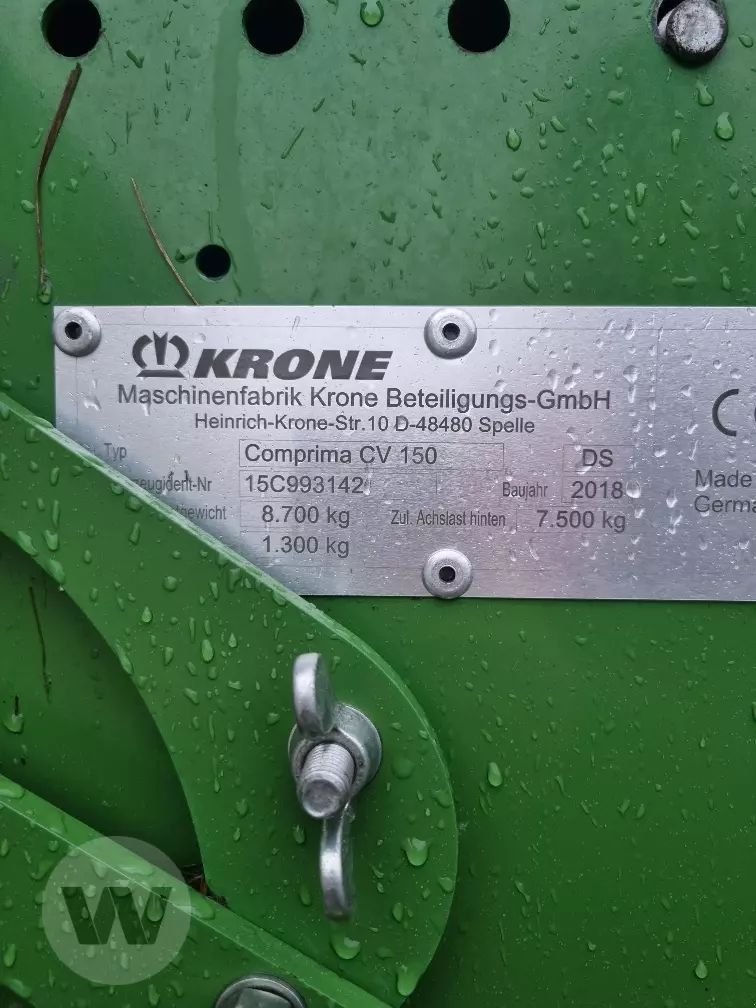 KRONE
Maschinenfabrik Krone Beteiligungs-GmbH
Heinrich-Krone-Str.10 D-48480 Spelle
Typ Comprima CV 150 DS
15C993142 Baujahr 2018
8.700 kg Zul. Achslast hinten 7.500 kg
1.300 kg
Made
W